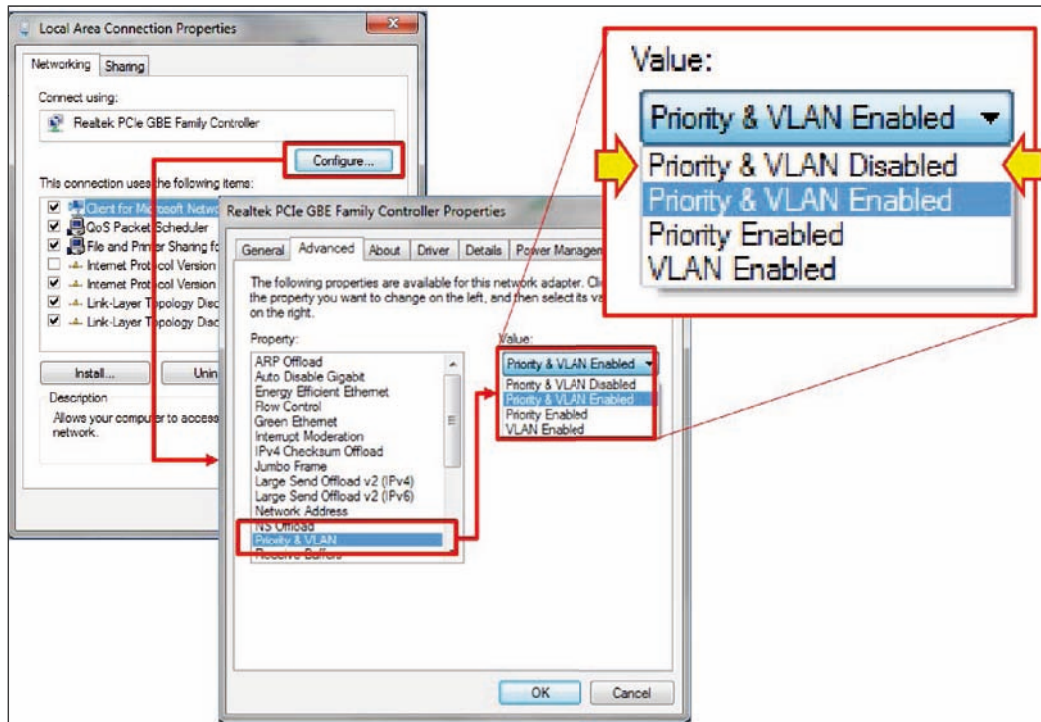 Local Area Connection Properties
Networking Sharing
Connect using:
Realtek PCIe GBE Family Controller
Configure...
This connection uses the following items:
Client for Microsoft Netwo
QoS Packet Scheduler
File and Printer Sharing fo
Internet Protocol Version
Internet Protocol Version
Link-Layer Topology Disc
Link-Layer Topology Disc
Install...
Unin
Description
Allows your computer to access
network.
Realtek PCIe GBE Family Controller Properties
General Advanced About Driver Details Power Managem
The following properties are available for this network adapter. Cli
the property you want to change on the left, and then select its va
on the right.
Property:
ARP Offload
Auto Disable Gigabit
Energy Efficient Ethernet
Flow Control
Green Ethernet
Interrupt Moderation
IPv4 Checksum Offload
Jumbo Frame
Large Send Offload v2 (IPv4)
Large Send Offload v2 (IPv6)
Network Address
NS Offload
Priority & VLAN
Receive Buffers
Value:
Priority & VLAN Enabled
Priority & VLAN Disabled
Priority & VLAN Enabled
Priority Enabled
VLAN Enabled
OK
Cancel
Value:
Priority & VLAN Enabled
Priority & VLAN Disabled
Priority & VLAN Enabled
Priority Enabled
VLAN Enabled